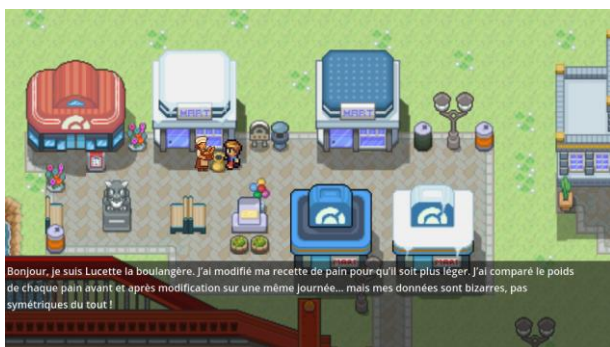 MART
MART
MART
MART
Bonjour, je suis Lucette la boulangère. J'ai modifié ma recette de pain pour qu'il soit plus léger. J'ai comparé le poids
de chaque pain avant et après modification sur une même journée... mais mes données sont bizarres, pas
symétriques du tout !